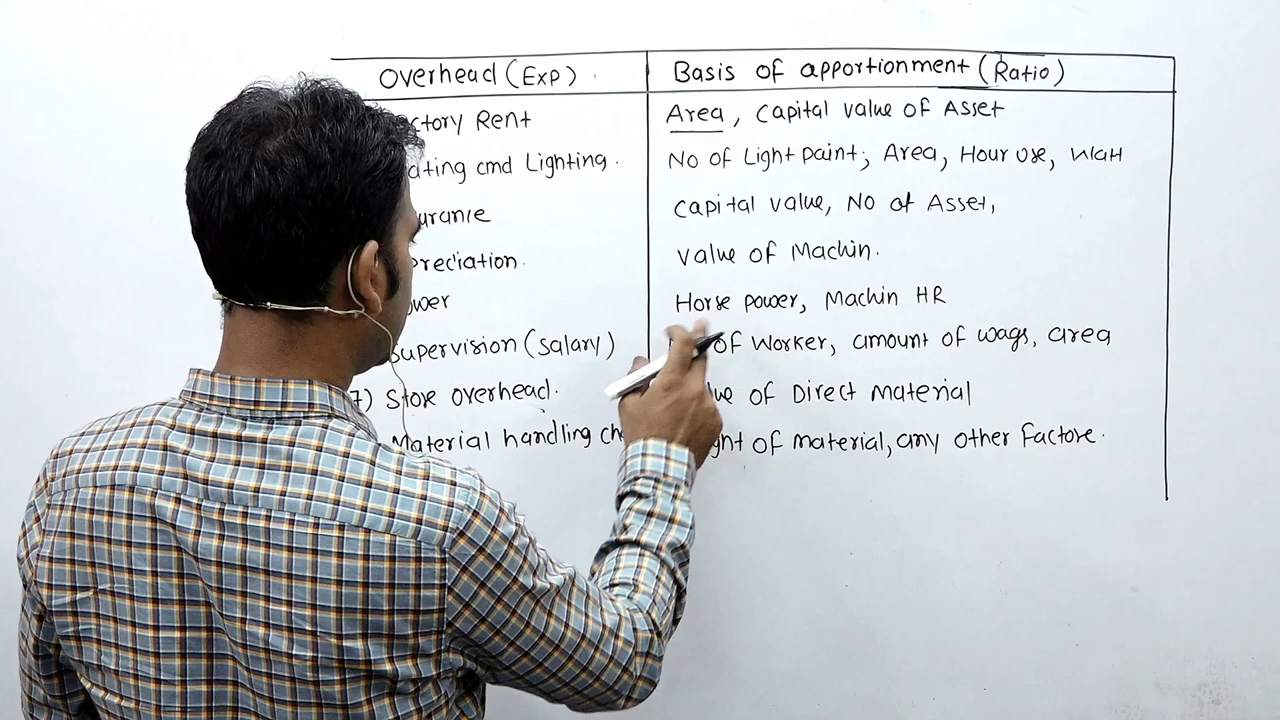 Overhead (Exp) Basis of apportionment (Ratio)
ctory Rent Area, Capital value of Asset
ating and Lighting. No of Light paint; Area, Hour use, Watt
urance Capital value, No of Asset,
preciation. Value of Machin.
ower Horse power, Machin HR
Supervision (Salary) of Worker, amount of wags, area
7) Store overhead. ue of Direct Material
Material handling ch ght of material, any other factore.